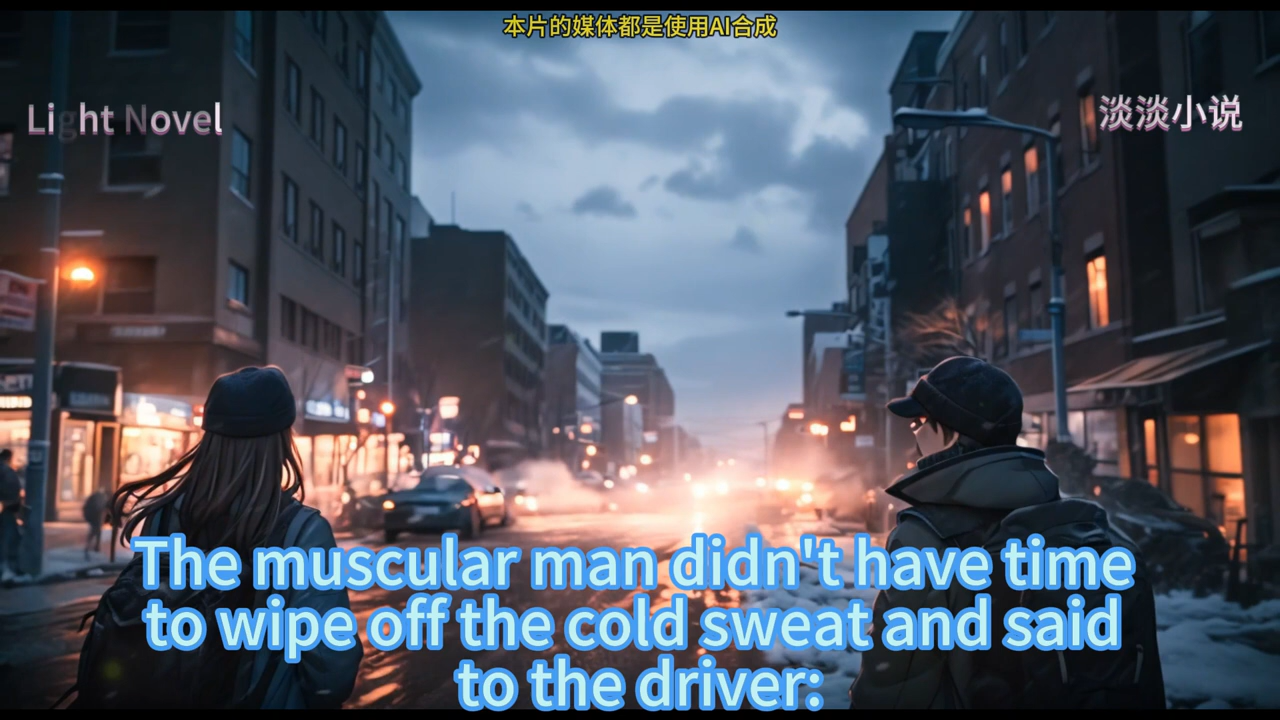 本片的媒体都是使用AI合成
Light Novel
淡淡小说
The muscular man didn't have time
to wipe off the cold sweat and said
to the driver: